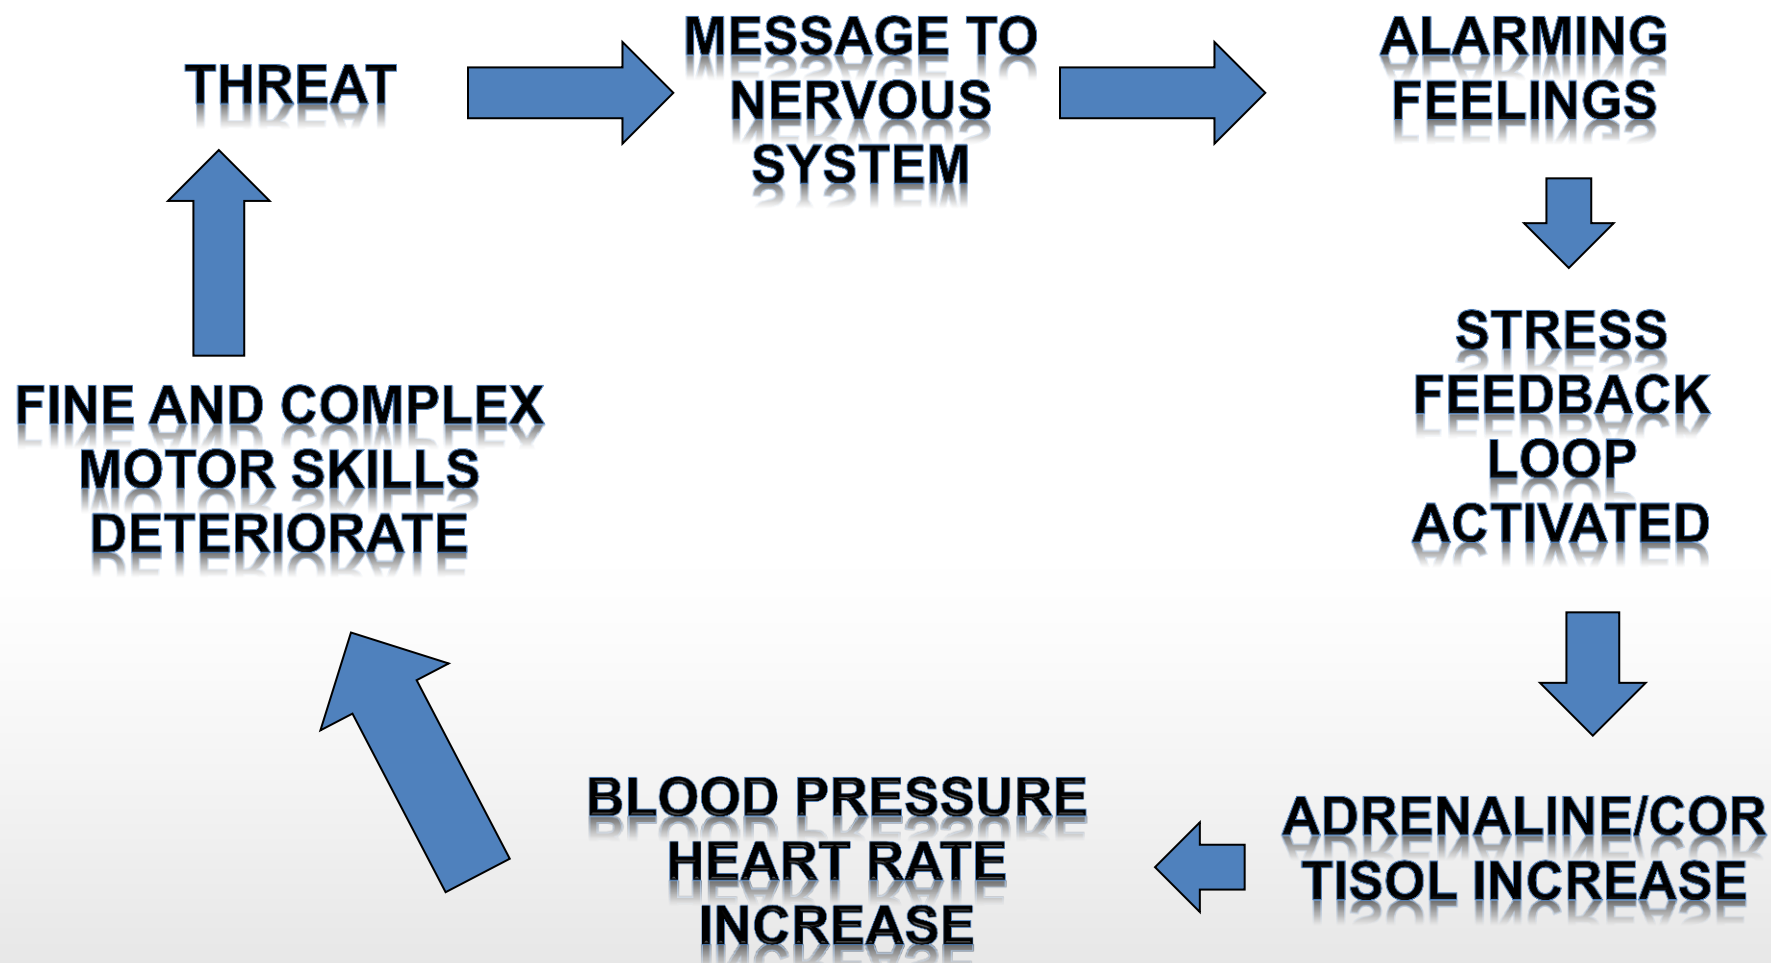 THREAT
MESSAGE TO
NERVOUS
SYSTEM
ALARMING
FEELINGS
STRESS
FEEDBACK
LOOP
ACTIVATED
ADRENALINE/COR
TISOL INCREASE
BLOOD PRESSURE
HEART RATE
INCREASE
FINE AND COMPLEX
MOTOR SKILLS
DETERIORATE